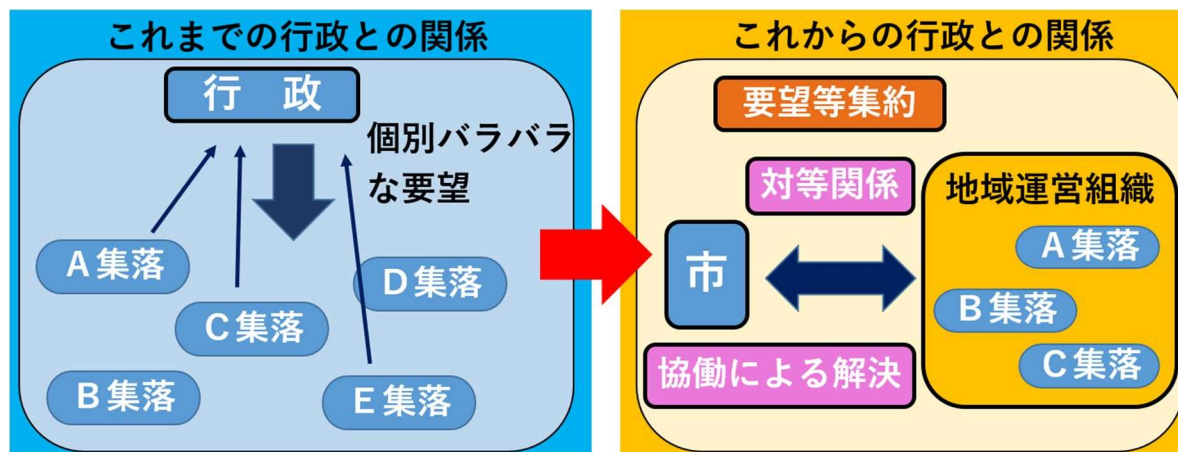 これまでの行政との関係
行　政
個別バラバラ
な要望
A集落
D集落
C集落
B集落
E集落
これからの行政との関係
要望等集約
対等関係
地域運営組織
A集落
市
B集落
C集落
協働による解決